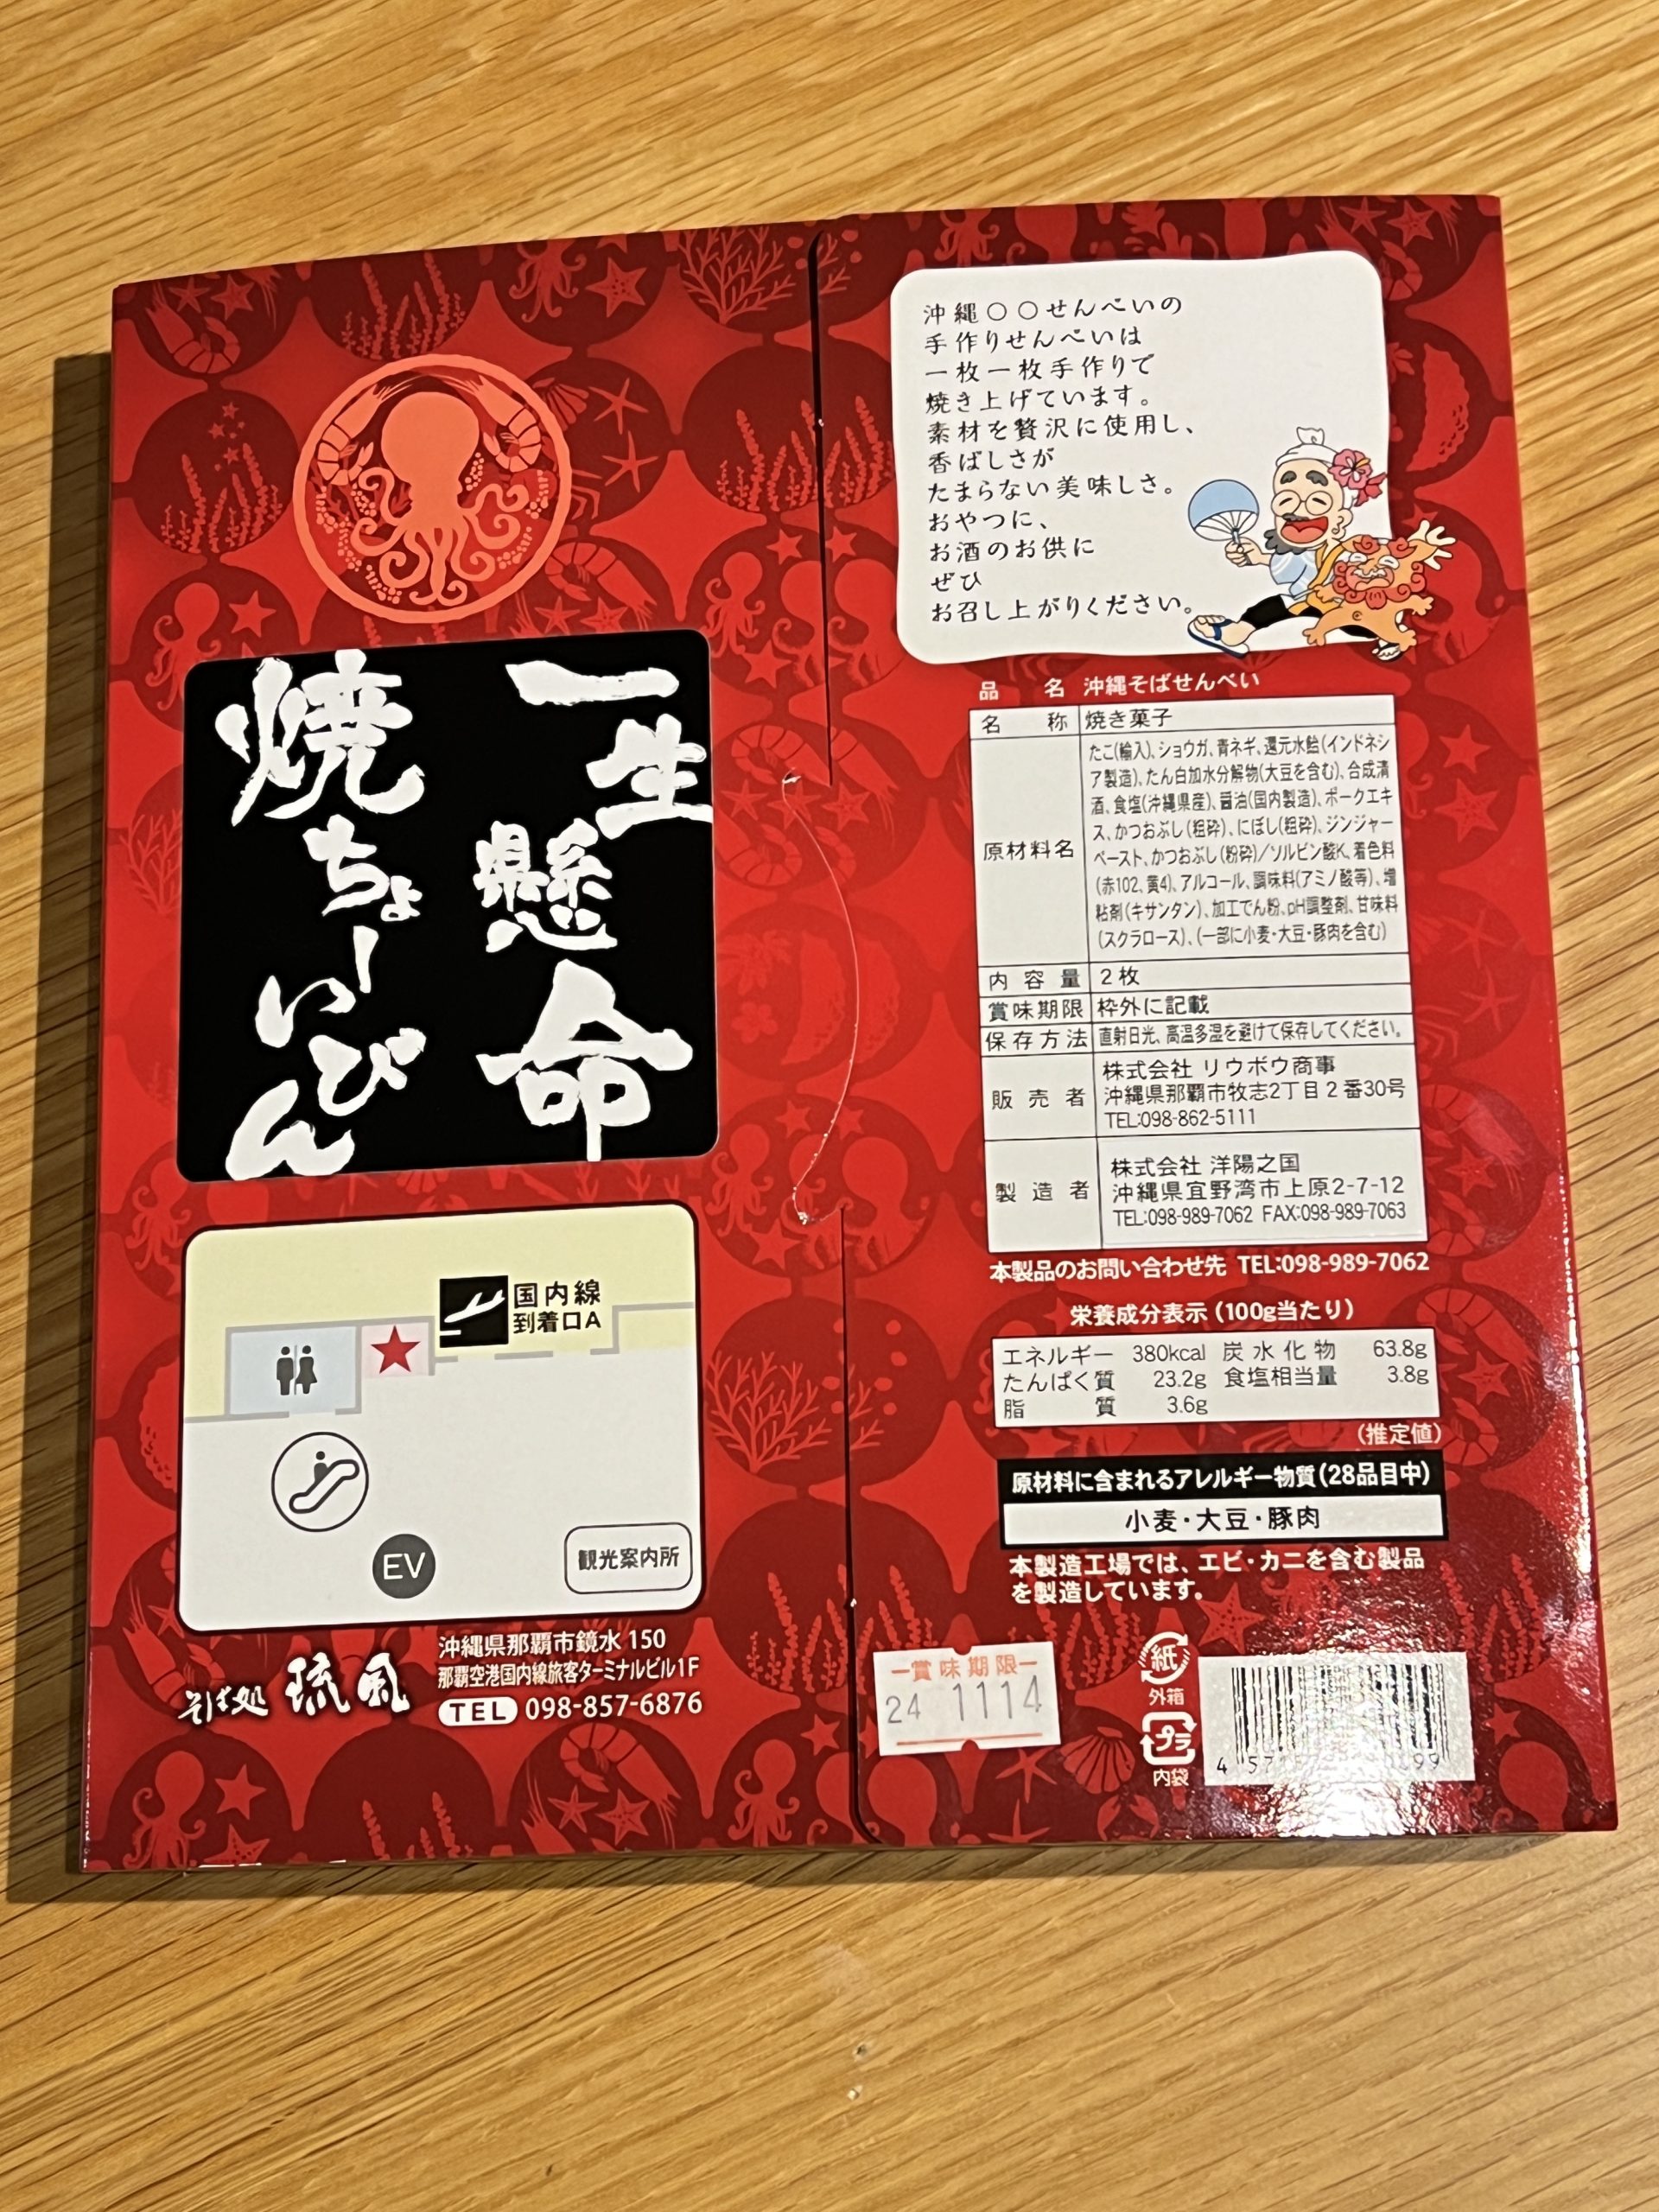 一生懸命
焼ちょーいびん
国内線
到着口A
EV
観光案内所
そば処 琉風
沖縄県那覇市鏡水 150
那覇空港国内線旅客ターミナルビル1F
TEL 098-857-6876
沖縄〇〇せんべいの
手作りせんべいは
一枚一枚手作りで
焼き上げています。
素材を贅沢に使用し、
香ばしさが
たまらない美味しさ。
おやつに、
お酒のお供に
ぜひ
お召し上がりください。
品名 沖縄そばせんべい
名称 焼き菓子
原材料名
たこ(輸入)、ショウガ、青ネギ、還元水飴(インドネシ
ア製造)、たん白加水分解物(大豆を含む)、合成清
酒、食塩(沖縄県産)、醤油(国内製造)、ポークエキ
ス、かつおぶし(粗砕)、にぼし(粗砕)、ジンジャー
ペースト、かつおぶし(粉砕)/ソルビン酸K、着色料
(赤102、黄4)、アルコール、調味料(アミノ酸等)、増
粘剤(キサンタン)、加工でん粉、pH調整剤、甘味料
(スクラロース)、(一部に小麦・大豆・豚肉を含む)
内容量 2枚
賞味期限 枠外に記載
保存方法 直射日光、高温多湿を避けて保存してください。
販売者
株式会社 リウボウ商事
沖縄県那覇市牧志2丁目2番30号
TEL:098-862-5111
製造者
株式会社 洋陽之国
沖縄県宜野湾市上原2-7-12
TEL:098-989-7062 FAX:098-989-7063
本製品のお問い合わせ先 TEL:098-989-7062
栄養成分表示(100g当たり)
エネルギー 380kcal 炭水化物 63.8g
たんぱく質 23.2g 食塩相当量 3.8g
脂質 3.6g
(推定値)
原材料に含まれるアレルギー物質(28品目中)
小麦・大豆・豚肉
本製造工場では、エビ・カニを含む製品
を製造しています。
賞味期限
24 1114
紙
外箱
プラ
内袋